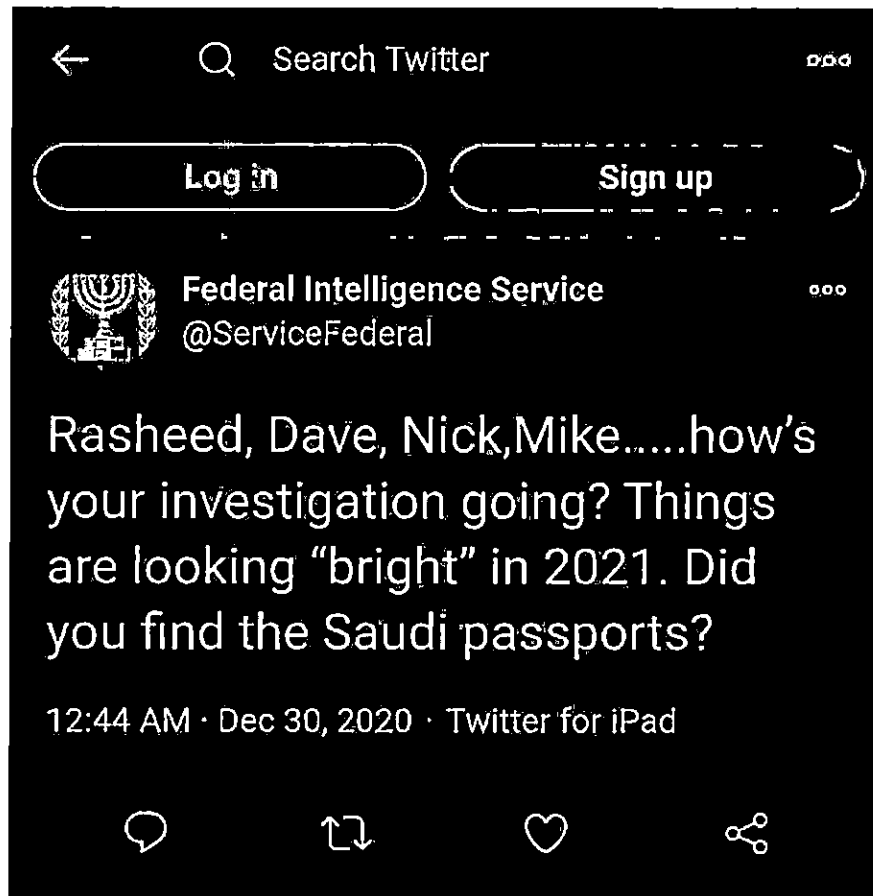 Search Twitter
Log in
Sign up
Federal Intelligence Service
@ServiceFederal
Rasheed, Dave, Nick,Mike.....how's
your investigation going? Things
are looking “bright” in 2021. Did
you find the Saudi passports?
12:44 AM · Dec 30, 2020 · Twitter for iPad